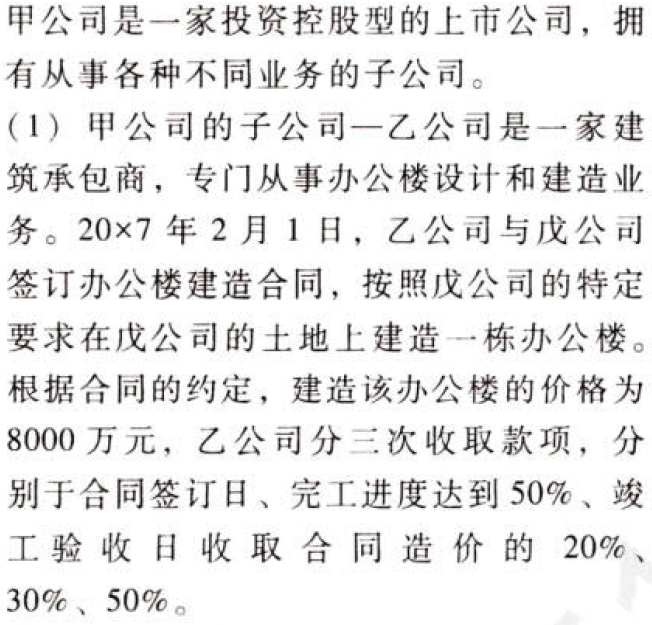 甲公司是一家投资控股型的上市公司，拥
有从事各种不同业务的子公司。
(1) 甲公司的子公司—乙公司是一家建
筑承包商，专门从事办公楼设计和建造业
务。20×7 年 2 月 1 日，乙公司与戊公司
签订办公楼建造合同，按照戊公司的特定
要求在戊公司的土地上建造一栋办公楼。
根据合同的约定，建造该办公楼的价格为
8000 万元，乙公司分三次收取款项，分
别于合同签订日、完工进度达到 50%、竣
工验收日收取合同造价的 20%、
30%、50%。